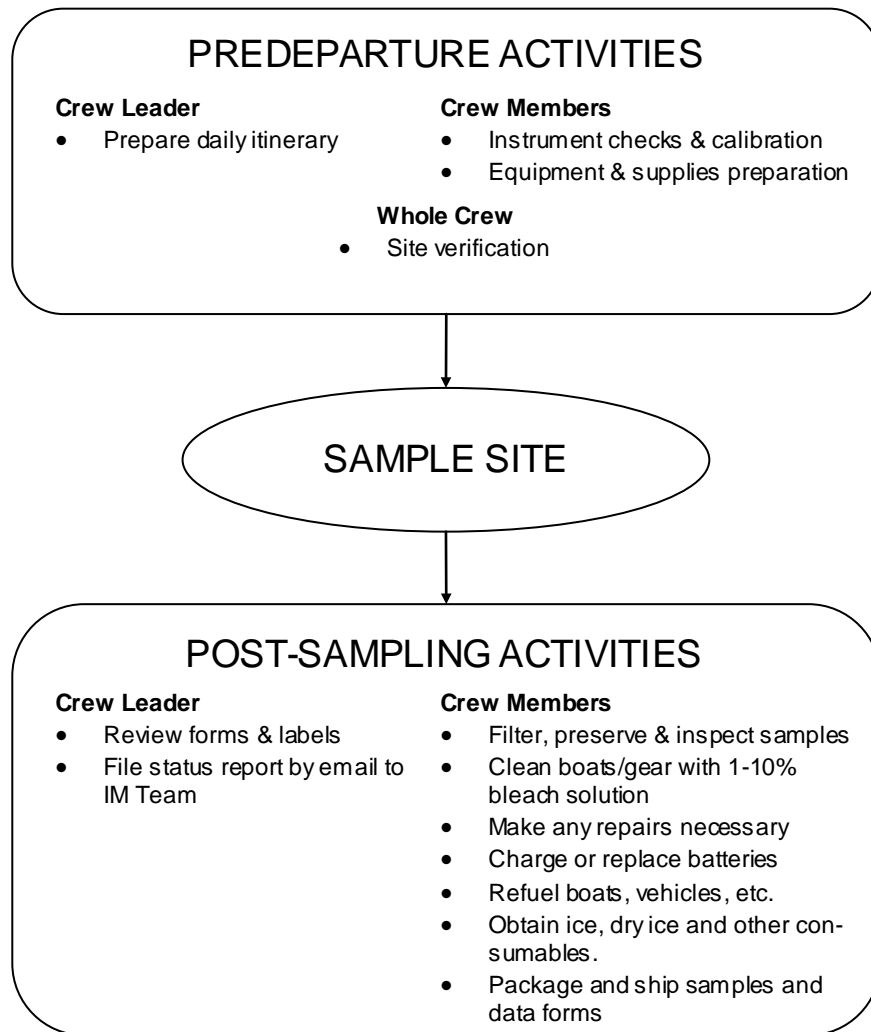 PREDEPARTURE ACTIVITIES
Crew Leader
• Prepare daily itinerary
Crew Members
• Instrument checks & calibration
• Equipment & supplies preparation
Whole Crew
• Site verification
SAMPLE SITE
POST-SAMPLING ACTIVITIES
Crew Leader
• Review forms & labels
• File status report by email to
IM Team
Crew Members
• Filter, preserve & inspect samples
• Clean boats/gear with 1-10%
bleach solution
• Make any repairs necessary
• Charge or replace batteries
• Refuel boats, vehicles, etc.
• Obtain ice, dry ice and other con-
sumables.
• Package and ship samples and
data forms